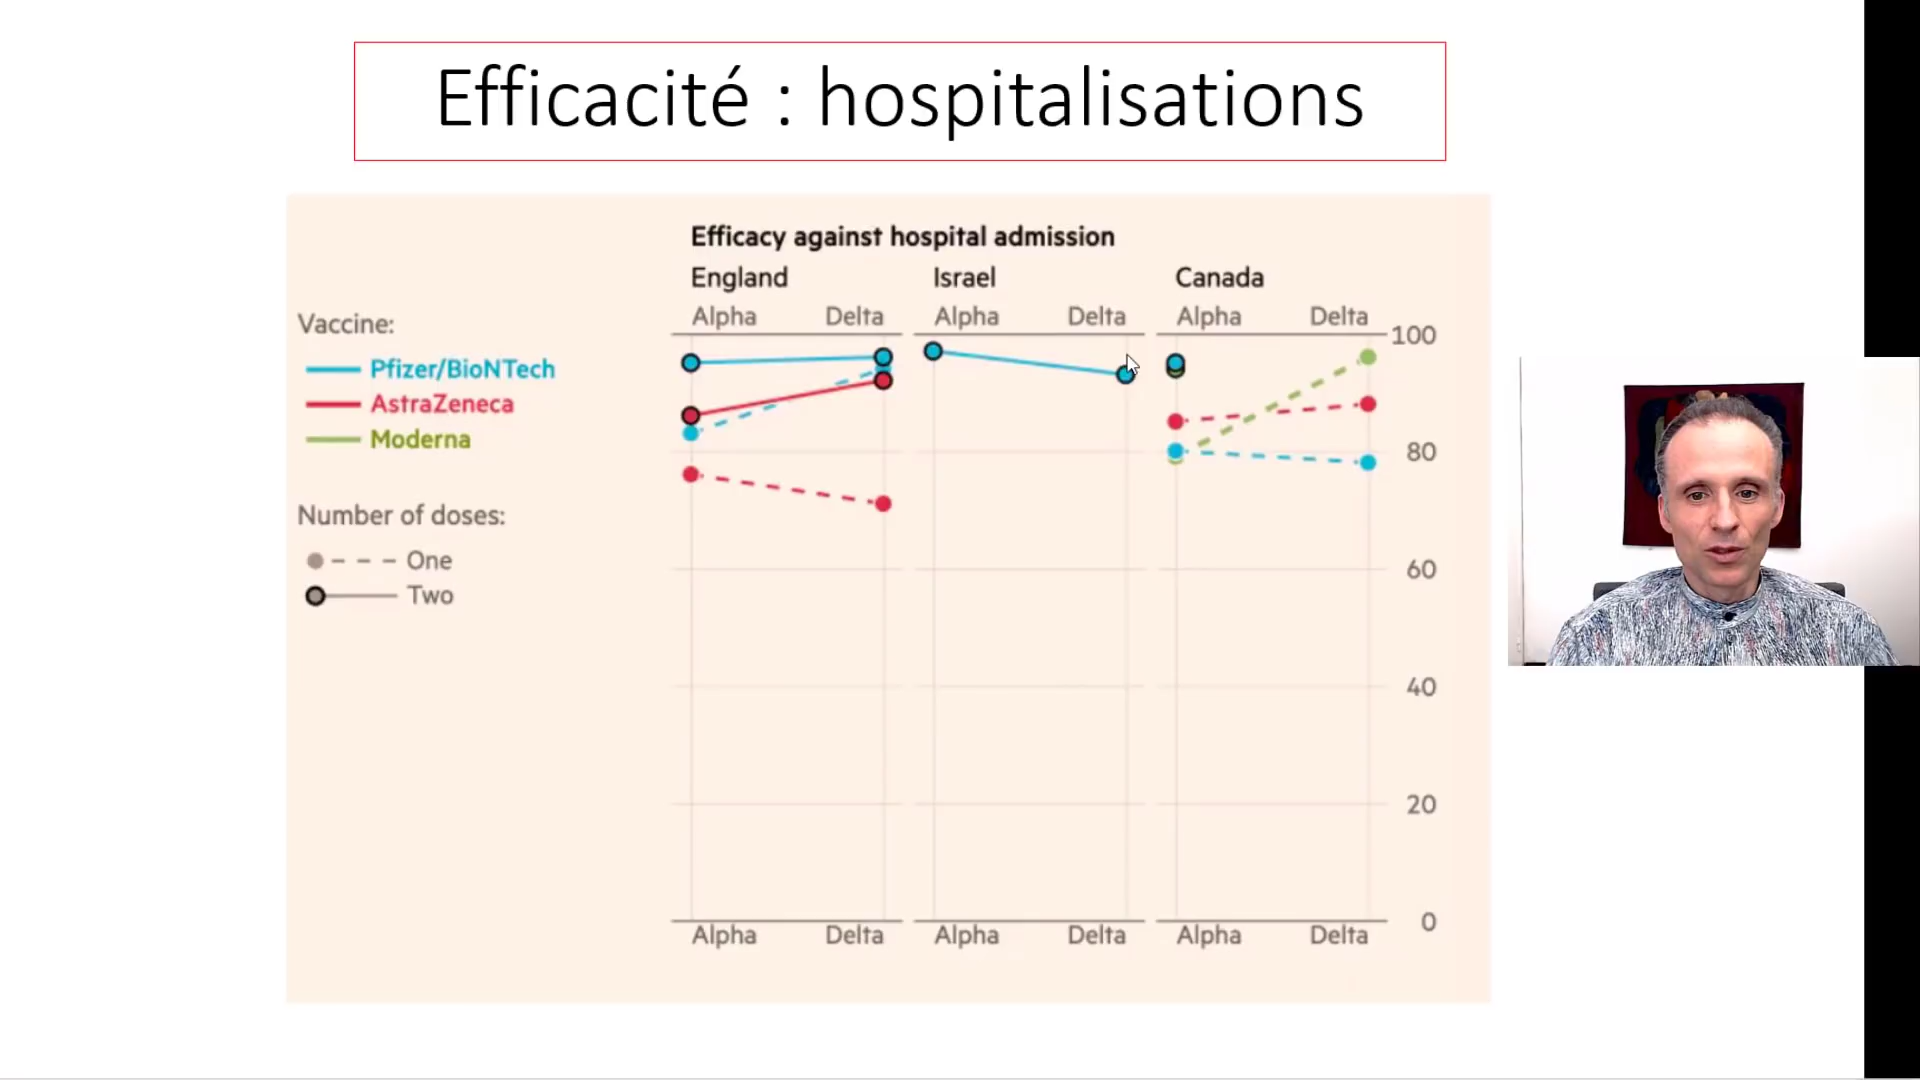 Efficacité : hospitalisations
Efficacy against hospital admission
England Israel Canada
Alpha Delta Alpha Delta Alpha Delta
Vaccine:
Pfizer/BioNTech
AstraZeneca
Moderna
Number of doses:
One
Two
100
80
60
40
20
0
Alpha Delta Alpha Delta Alpha Delta